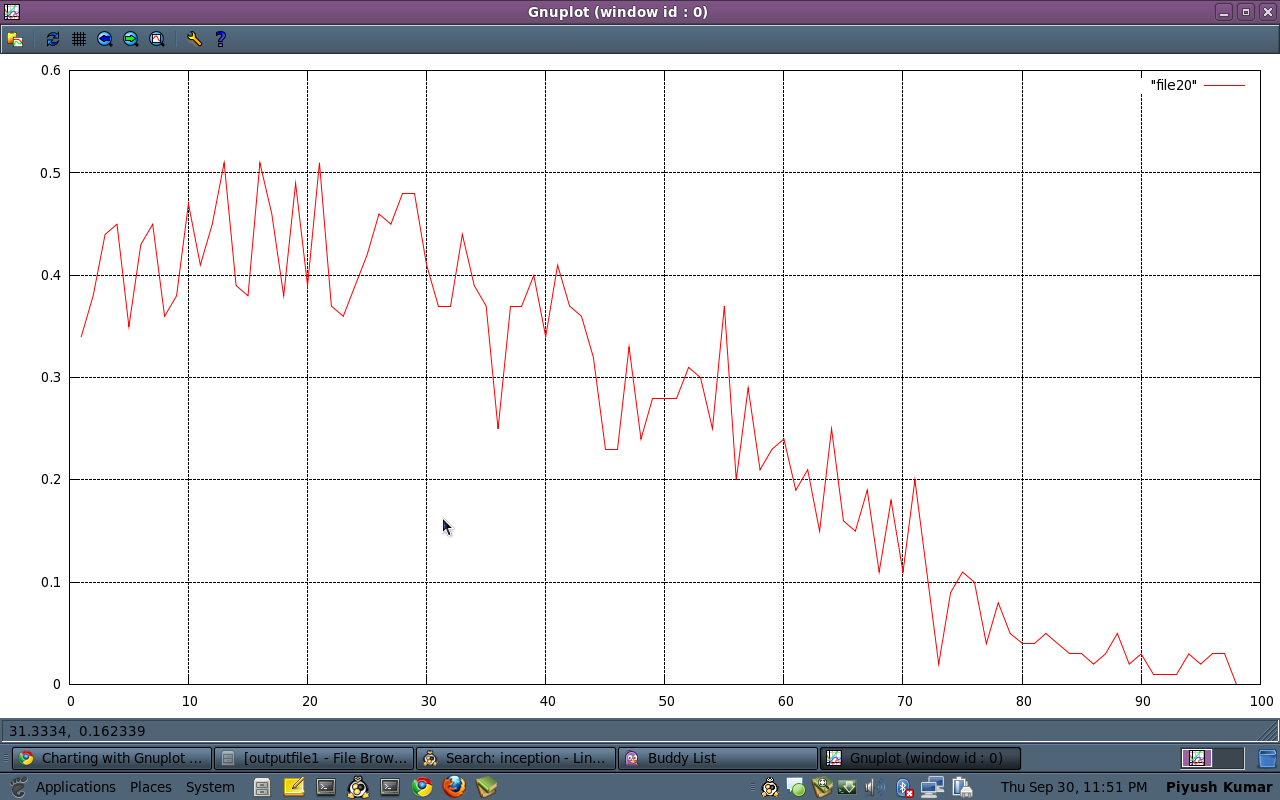 Gnuplot (window id : 0)
"file20"
0.6
0.5
0.4
0.3
0.2
0.1
0
0 10 20 30 40 50 60 70 80 90 100
31.3334, 0.162339
Charting with Gnuplot ... [outputfile1 - File Brow... Search: inception - Lin... Buddy List Gnuplot (window id : 0)
Applications Places System Thu Sep 30, 11:51 PM Piyush Kumar